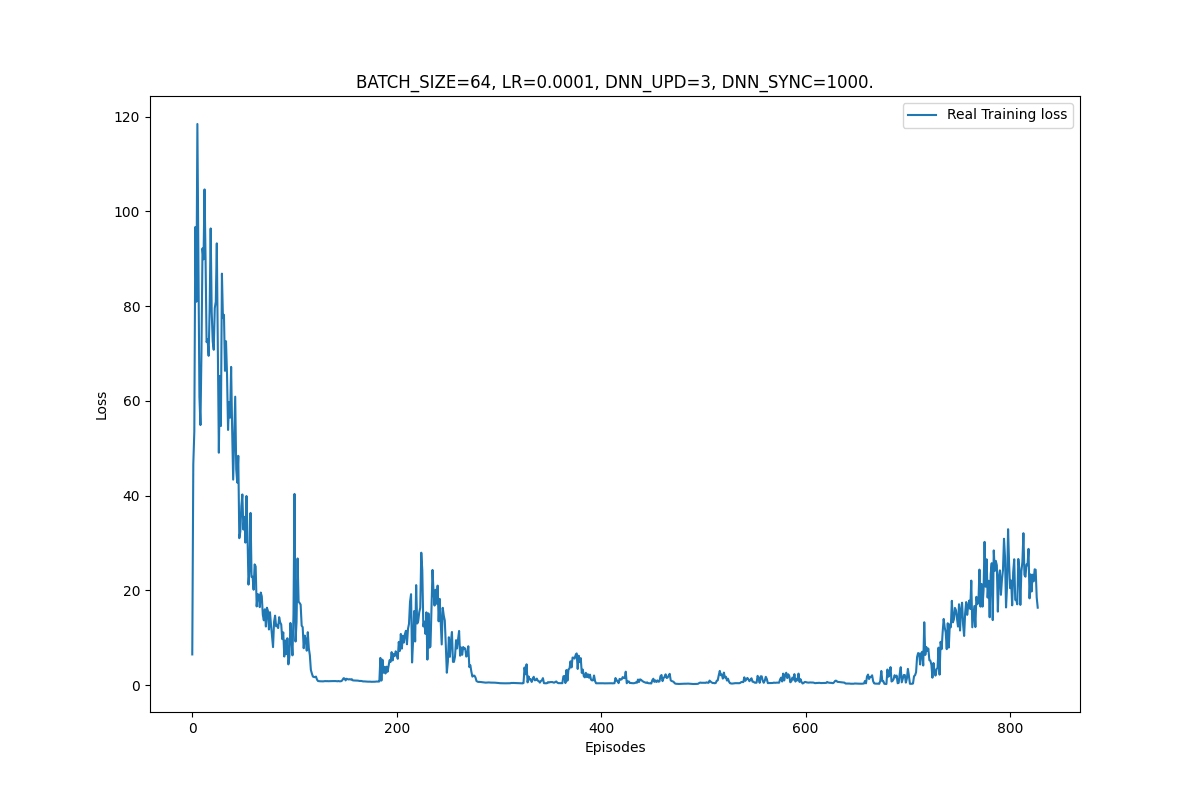 BATCH_SIZE=64, LR=0.0001, DNN_UPD=3, DNN_SYNC=1000.
Real Training loss
120
100
80
60
40
20
0
Loss
0 200 400 600 800
Episodes